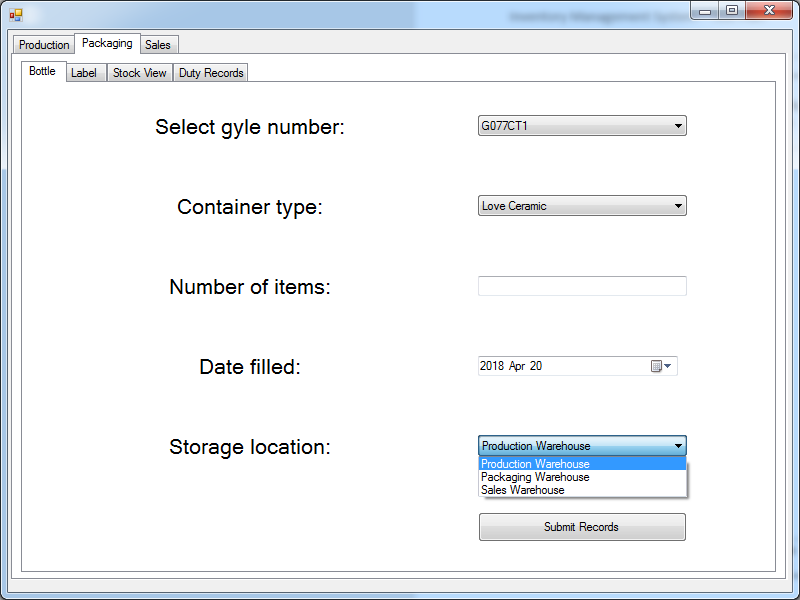 Production Packaging Sales
Bottle Label Stock View Duty Records
Select gyle number: G077CT1
Container type: Love Ceramic
Number of items:
Date filled: 2018 Apr 20
Storage location: Production Warehouse
Production Warehouse
Packaging Warehouse
Sales Warehouse
Submit Records